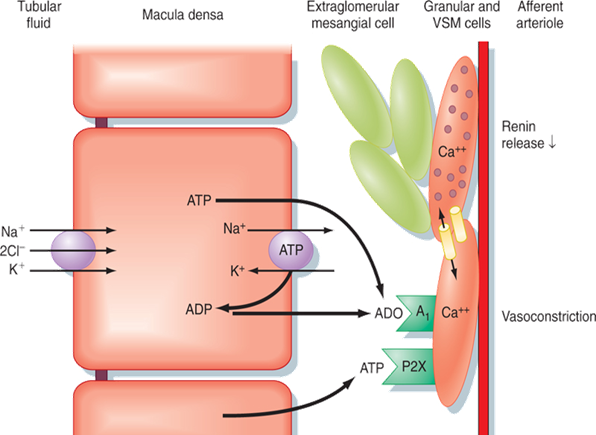 Tubular
fluid
Macula densa
Extraglomerular
mesangial cell
Granular and
VSM cells
Afferent
arteriole
Ca++
Renin
release ↓
ATP
Na+
2Cl−
K+
Na+
ATP
K+
ADP
ADO
A1
Ca++
Vasoconstriction
ATP
P2X